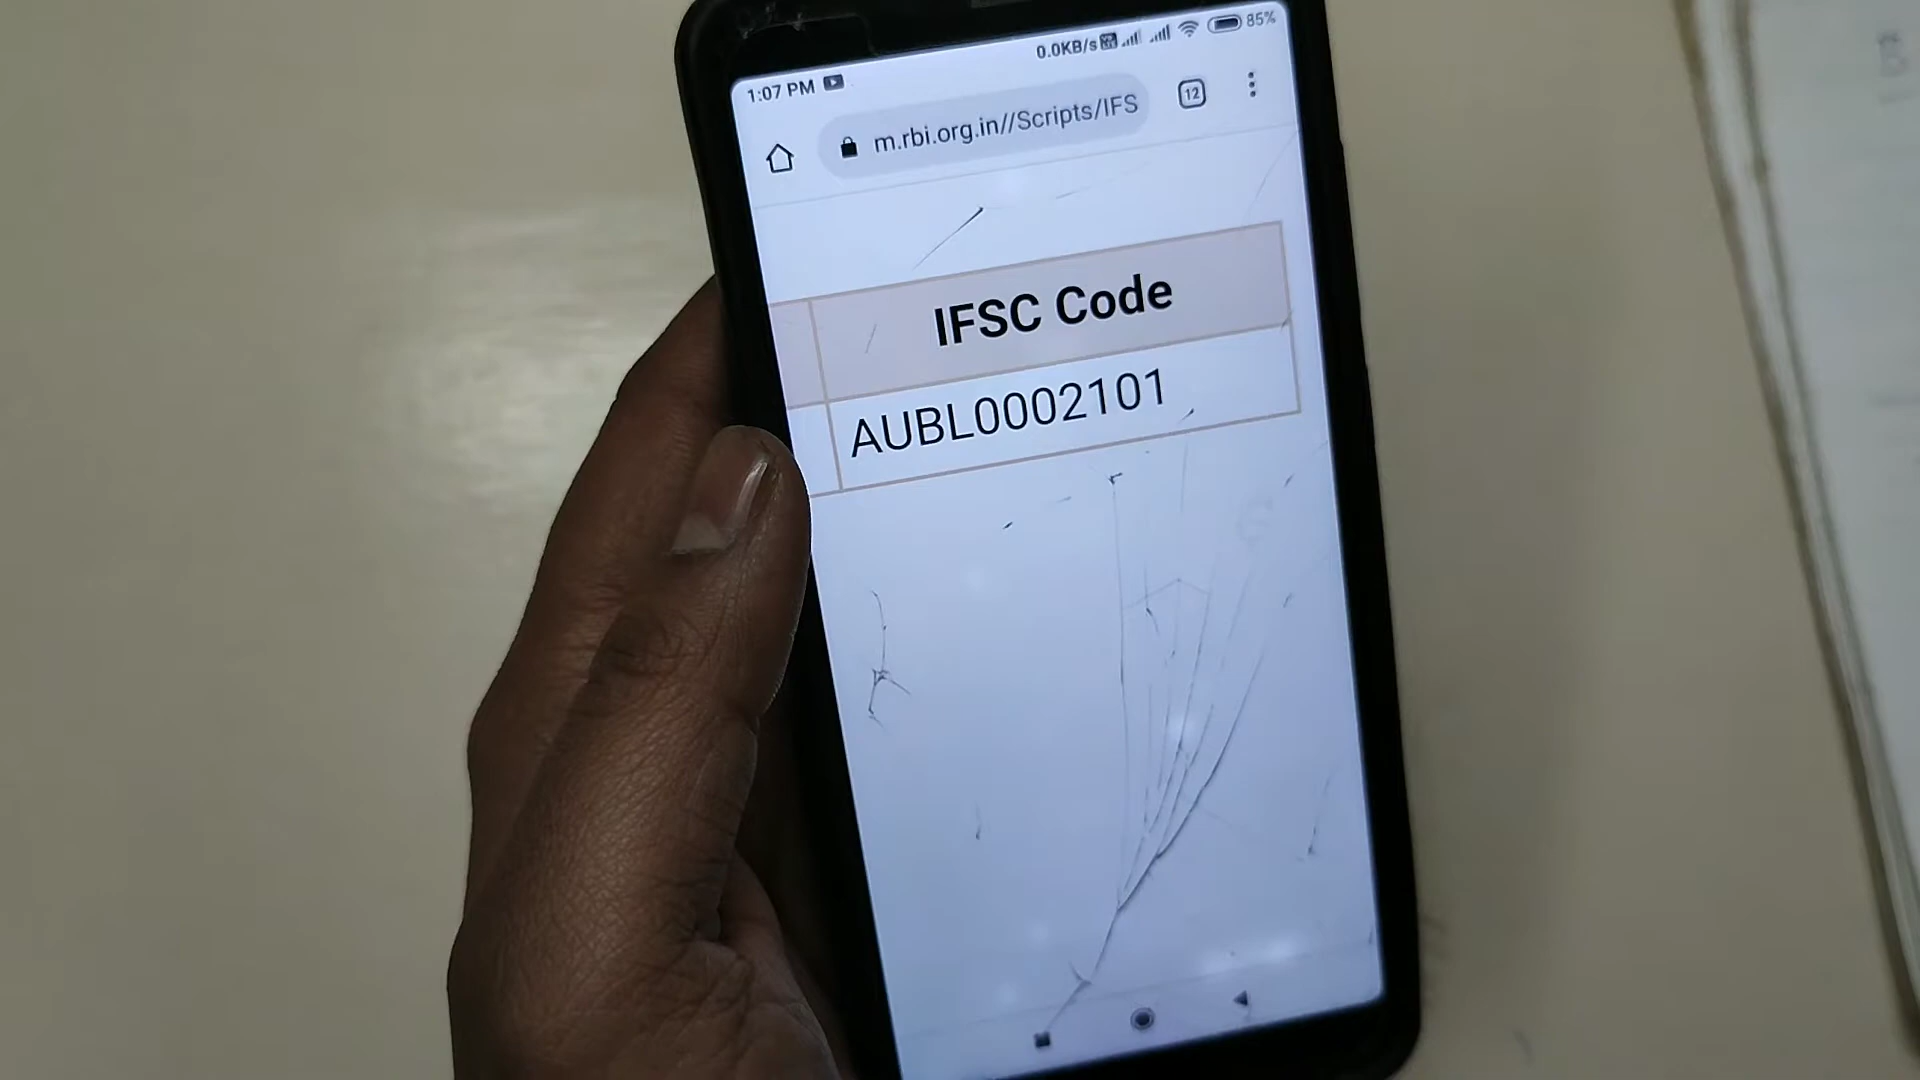 0.0KB/s 85%
1:07 PM
m.rbi.org.in//Scripts/IFS 12
IFSC Code
AUBL0002101